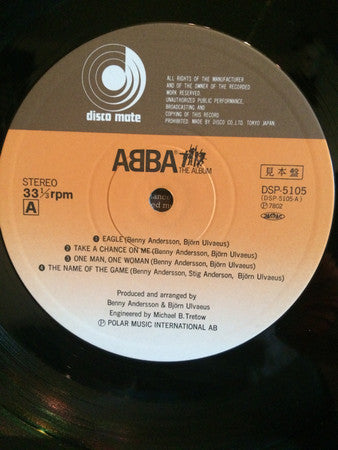 disco mate
ALL RIGHTS OF THE MANUFACTURER
AND OF THE OWNER OF THE RECORDED
WORK RESERVED.
UNAUTHORIZED PUBLIC PERFORMANCE,
BROADCASTING AND
COPYING OF THIS RECORD
PROHIBITED. MADE BY DISCO CO.,LTD. TOKYO JAPAN.
ABBA
THE ALBUM
見本盤
STEREO
33⅓rpm
A
DSP-5105
(DSP-5105-A)
Ⓟ7802
① EAGLE (Benny Andersson, Björn Ulvaeus)
② TAKE A CHANCE ON ME (Benny Andersson, Björn Ulvaeus)
③ ONE MAN, ONE WOMAN (Benny Andersson, Björn Ulvaeus)
④ THE NAME OF THE GAME (Benny Andersson, Stig Anderson, Björn Ulvaeus)
Produced and arranged by
Benny Andersson & Björn Ulvaeus
Engineered by Michael B.Tretow
Ⓟ POLAR MUSIC INTERNATIONAL AB